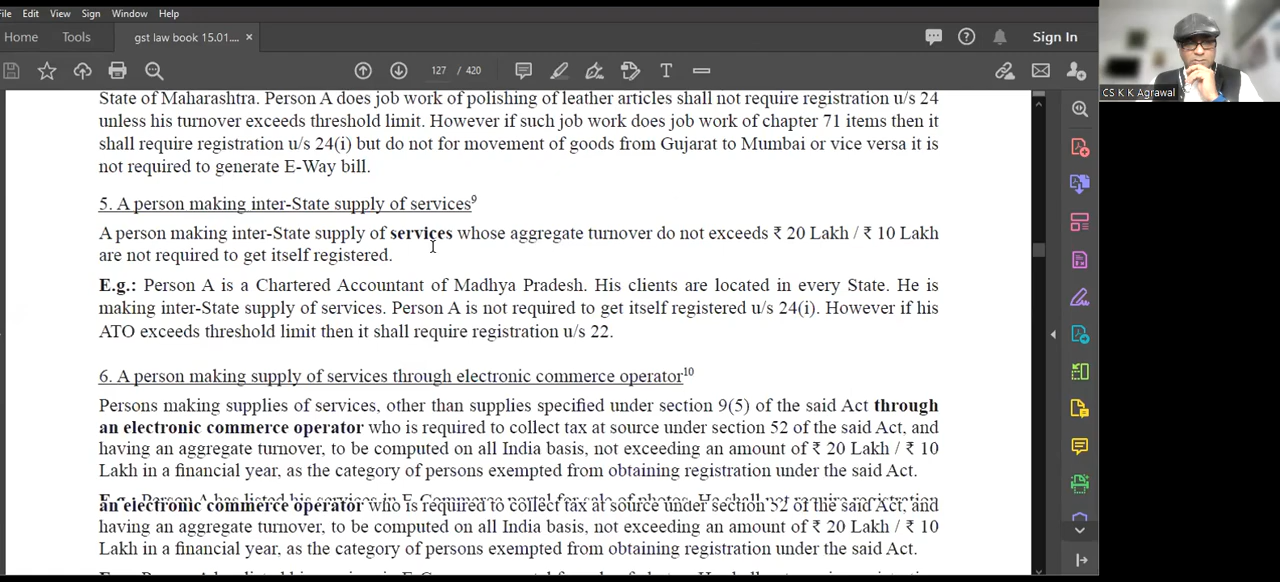 File Edit View Sign Window Help
Home Tools gst law book 15.01.... × Sign In
127 / 420
CS K K Agrawal
State of Maharashtra. Person A does job work of polishing of leather articles shall not require registration u/s 24
unless his turnover exceeds threshold limit. However if such job work does job work of chapter 71 items then it
shall require registration u/s 24(i) but do not for movement of goods from Gujarat to Mumbai or vice versa it is
not required to generate E-Way bill.
5. A person making inter-State supply of services9
A person making inter-State supply of services whose aggregate turnover do not exceeds ₹ 20 Lakh / ₹ 10 Lakh
are not required to get itself registered.
E.g.: Person A is a Chartered Accountant of Madhya Pradesh. His clients are located in every State. He is
making inter-State supply of services. Person A is not required to get itself registered u/s 24(i). However if his
ATO exceeds threshold limit then it shall require registration u/s 22.
6. A person making supply of services through electronic commerce operator10
Persons making supplies of services, other than supplies specified under section 9(5) of the said Act through
an electronic commerce operator who is required to collect tax at source under section 52 of the said Act, and
having an aggregate turnover, to be computed on all India basis, not exceeding an amount of ₹ 20 Lakh / ₹ 10
Lakh in a financial year, as the category of persons exempted from obtaining registration under the said Act.
an electronic commerce operator who is required to collect tax at source under section 52 of the said Act, and
having an aggregate turnover, to be computed on all India basis, not exceeding an amount of ₹ 20 Lakh / ₹ 10
Lakh in a financial year, as the category of persons exempted from obtaining registration under the said Act.